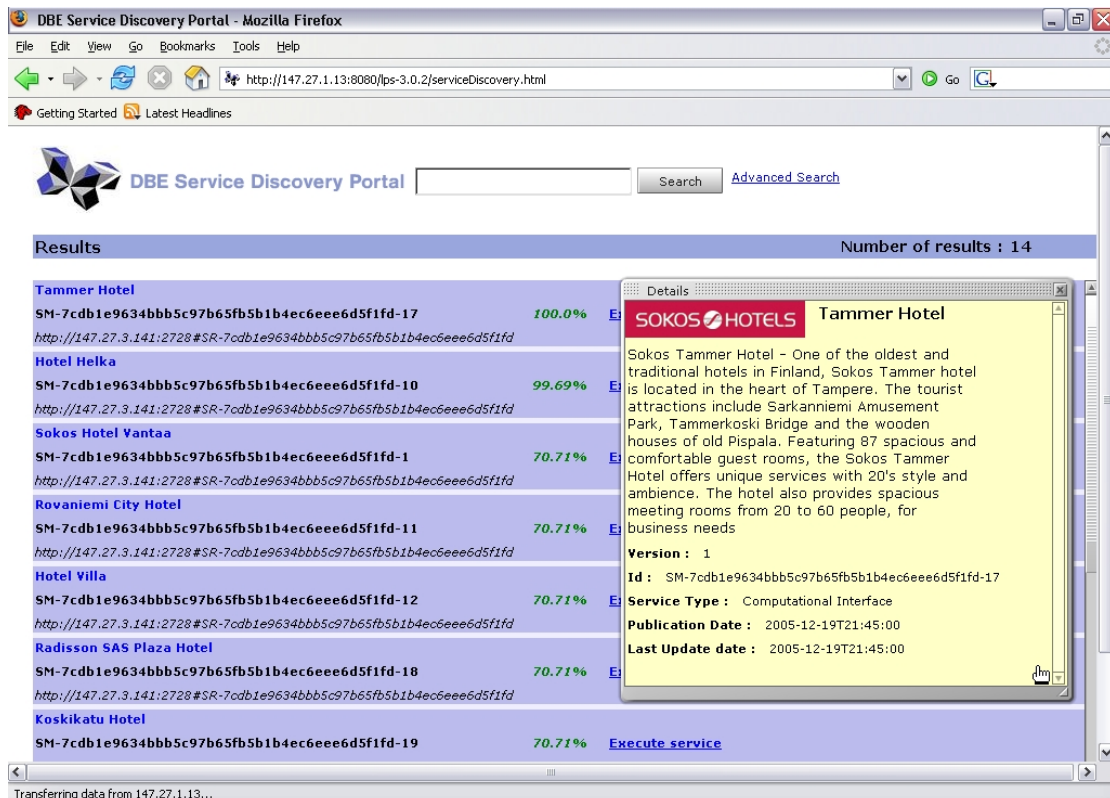 DBE Service Discovery Portal - Mozilla Firefox
File Edit View Go Bookmarks Tools Help
http://147.27.1.13:8080/lps-3.0.2/serviceDiscovery.html Go G
Getting Started Latest Headlines
DBE Service Discovery Portal Search Advanced Search
Results Number of results : 14
Tammer Hotel
SM-7cdb1e9634bbb5c97b65fb5b1b4ec6eee6d5f1fd-17 100.0%
http://147.27.3.141:2728#SR-7cdb1e9634bbb5c97b65fb5b1b4ec6eee6d5f1fd
Hotel Helka
SM-7cdb1e9634bbb5c97b65fb5b1b4ec6eee6d5f1fd-10 99.69%
http://147.27.3.141:2728#SR-7cdb1e9634bbb5c97b65fb5b1b4ec6eee6d5f1fd
Sokos Hotel Vantaa
SM-7cdb1e9634bbb5c97b65fb5b1b4ec6eee6d5f1fd-1 70.71%
http://147.27.3.141:2728#SR-7cdb1e9634bbb5c97b65fb5b1b4ec6eee6d5f1fd
Rovaniemi City Hotel
SM-7cdb1e9634bbb5c97b65fb5b1b4ec6eee6d5f1fd-11 70.71%
http://147.27.3.141:2728#SR-7cdb1e9634bbb5c97b65fb5b1b4ec6eee6d5f1fd
Hotel Villa
SM-7cdb1e9634bbb5c97b65fb5b1b4ec6eee6d5f1fd-12 70.71%
http://147.27.3.141:2728#SR-7cdb1e9634bbb5c97b65fb5b1b4ec6eee6d5f1fd
Radisson SAS Plaza Hotel
SM-7cdb1e9634bbb5c97b65fb5b1b4ec6eee6d5f1fd-18 70.71%
http://147.27.3.141:2728#SR-7cdb1e9634bbb5c97b65fb5b1b4ec6eee6d5f1fd
Koskikatu Hotel
SM-7cdb1e9634bbb5c97b65fb5b1b4ec6eee6d5f1fd-19 70.71% Execute service
Details
SOKOS HOTELS Tammer Hotel
Sokos Tammer Hotel - One of the oldest and
traditional hotels in Finland, Sokos Tammer hotel
is located in the heart of Tampere. The tourist
attractions include Sarkanniemi Amusement
Park, Tammerkoski Bridge and the wooden
houses of old Pispala. Featuring 87 spacious and
comfortable guest rooms, the Sokos Tammer
Hotel offers unique services with 20's style and
ambience. The hotel also provides spacious
meeting rooms from 20 to 60 people, for
business needs
Version : 1
Id : SM-7cdb1e9634bbb5c97b65fb5b1b4ec6eee6d5f1fd-17
Service Type : Computational Interface
Publication Date : 2005-12-19T21:45:00
Last Update date : 2005-12-19T21:45:00
Transferring data from 147.27.1.13...